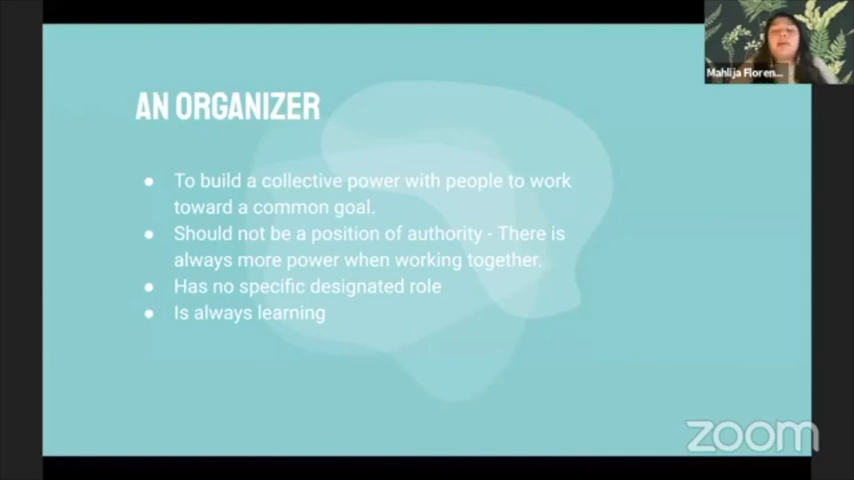 Mahlija Floren...
AN ORGANIZER
● To build a collective power with people to work
toward a common goal.
● Should not be a position of authority - There is
always more power when working together.
● Has no specific designated role
● Is always learning
zoom